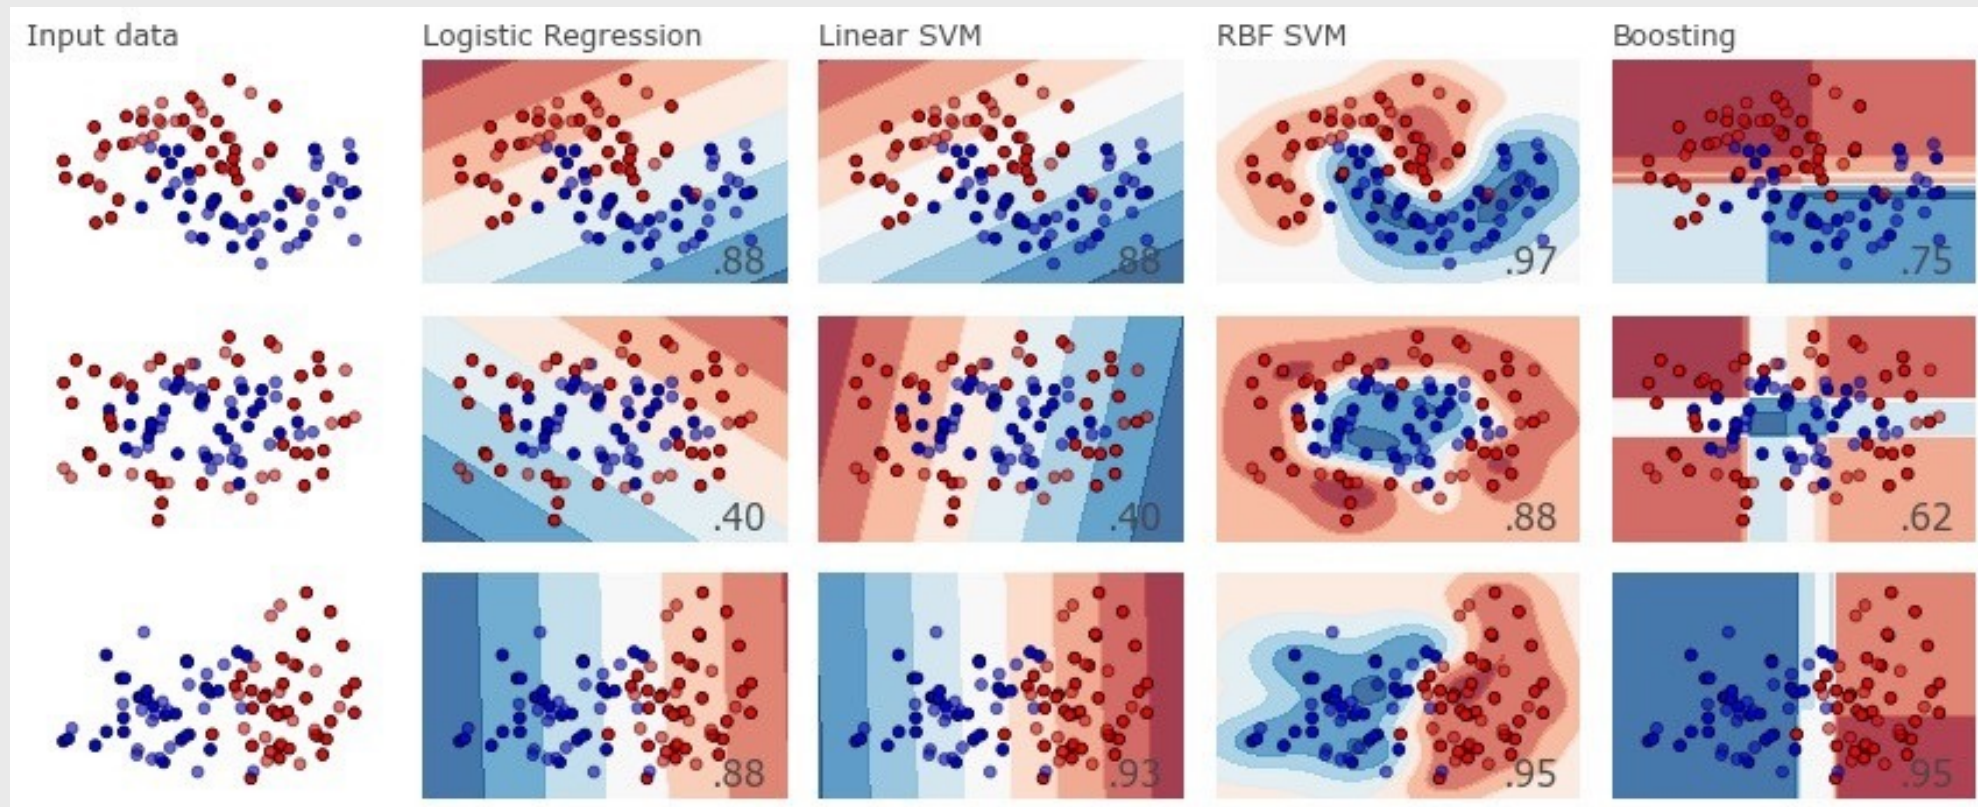 Input data
Logistic Regression
Linear SVM
RBF SVM
Boosting
.88
.88
.97
.75
.40
.40
.88
.62
.88
.93
.95
.95